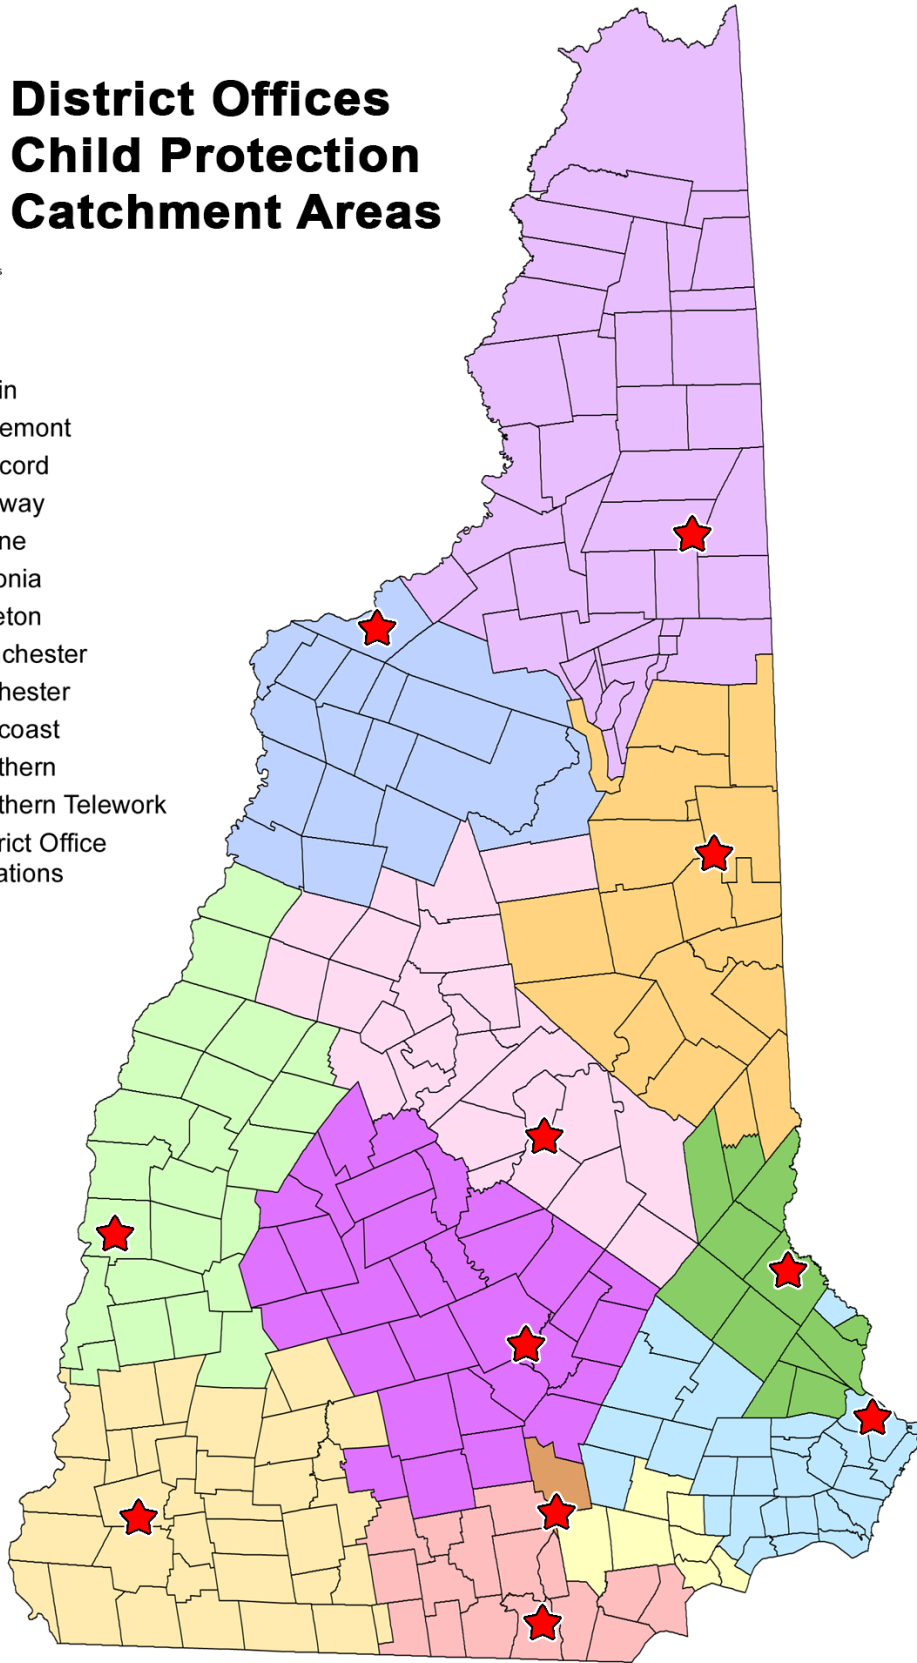 District Offices
Child Protection
Catchment Areas
s
in
emont
cord
way
ne
onia
eton
nchester
hester
coast
thern
thern Telework
rict Office
ations